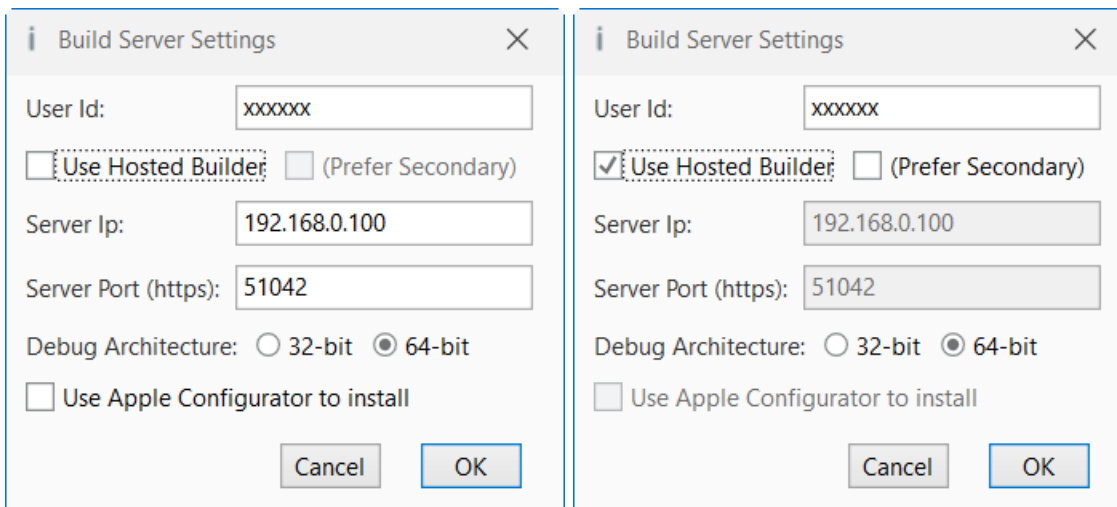 Build Server Settings
User Id: xxxxxx
Use Hosted Builder (Prefer Secondary)
Server Ip: 192.168.0.100
Server Port (https): 51042
Debug Architecture: 32-bit 64-bit
Use Apple Configurator to install
Cancel OK
Build Server Settings
User Id: xxxxxx
Use Hosted Builder (Prefer Secondary)
Server Ip: 192.168.0.100
Server Port (https): 51042
Debug Architecture: 32-bit 64-bit
Use Apple Configurator to install
Cancel OK